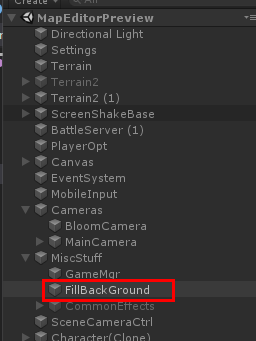 Create
All
MapEditorPreview
Directional Light
Settings
Terrain
Terrain2
Terrain2 (1)
ScreenShakeBase
BattleServer (1)
PlayerOpt
Canvas
EventSystem
MobileInput
Cameras
BloomCamera
MainCamera
MiscStuff
GameMgr
FillBackGround
CommonEffects
SceneCameraCtrl
Character(Clone)